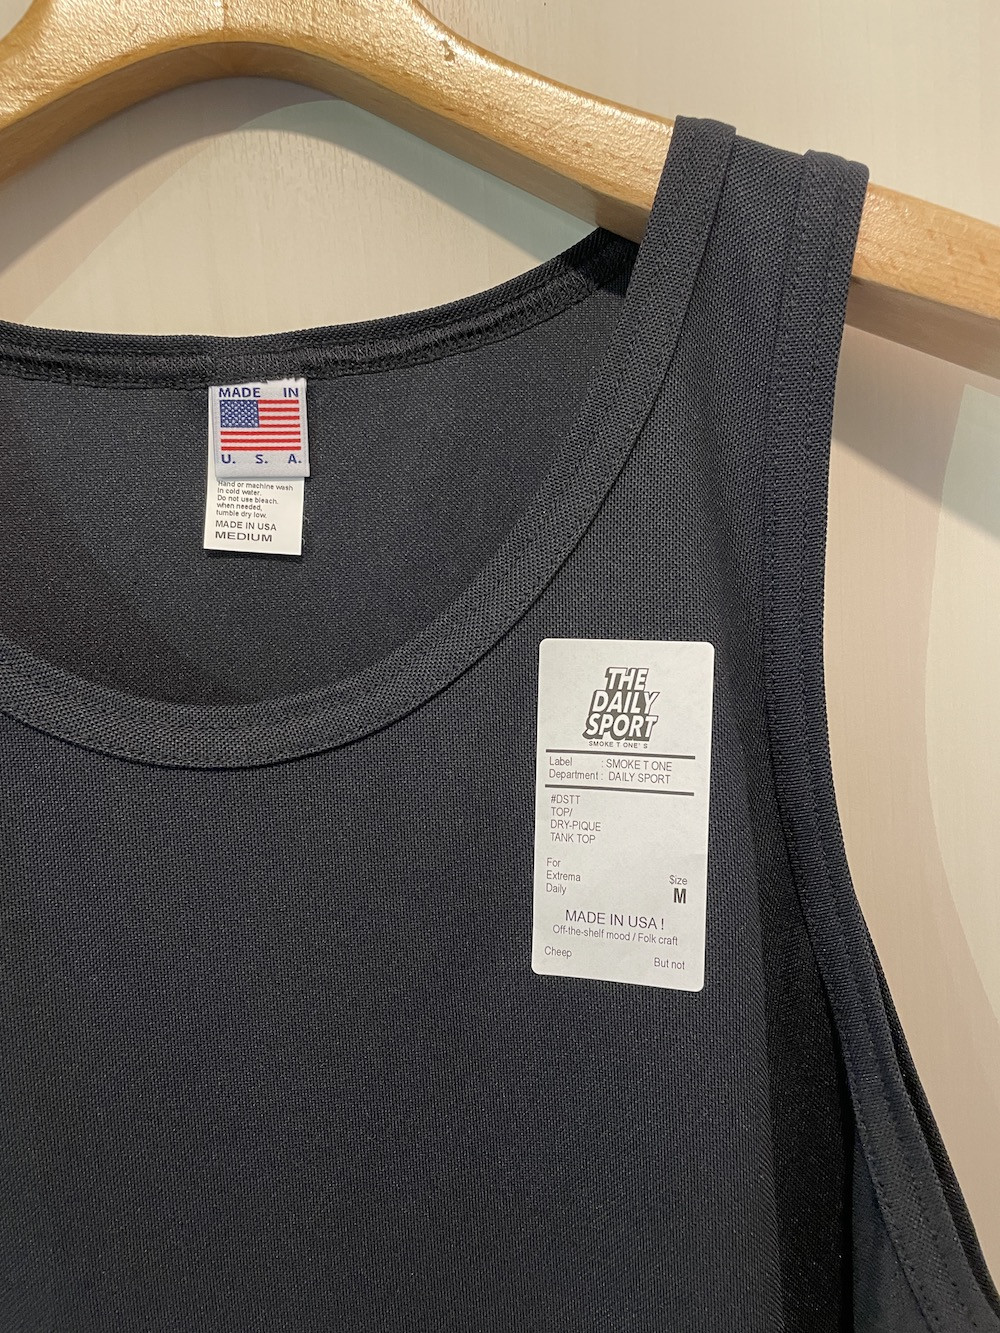 MADE IN
U. S. A.
Hand or machine wash
in cold water.
Do not use bleach.
when needed,
tumble dry low.
MADE IN USA
MEDIUM
THE
DAILY
SPORT
SMOKE T ONE' S
Label : SMOKE T ONE
Department : DAILY SPORT
#DSTT
TOP/
DRY-PIQUE
TANK TOP
For
Extrema
Daily
Size
M
MADE IN USA !
Off-the-shelf mood / Folk craft
Cheep
But not